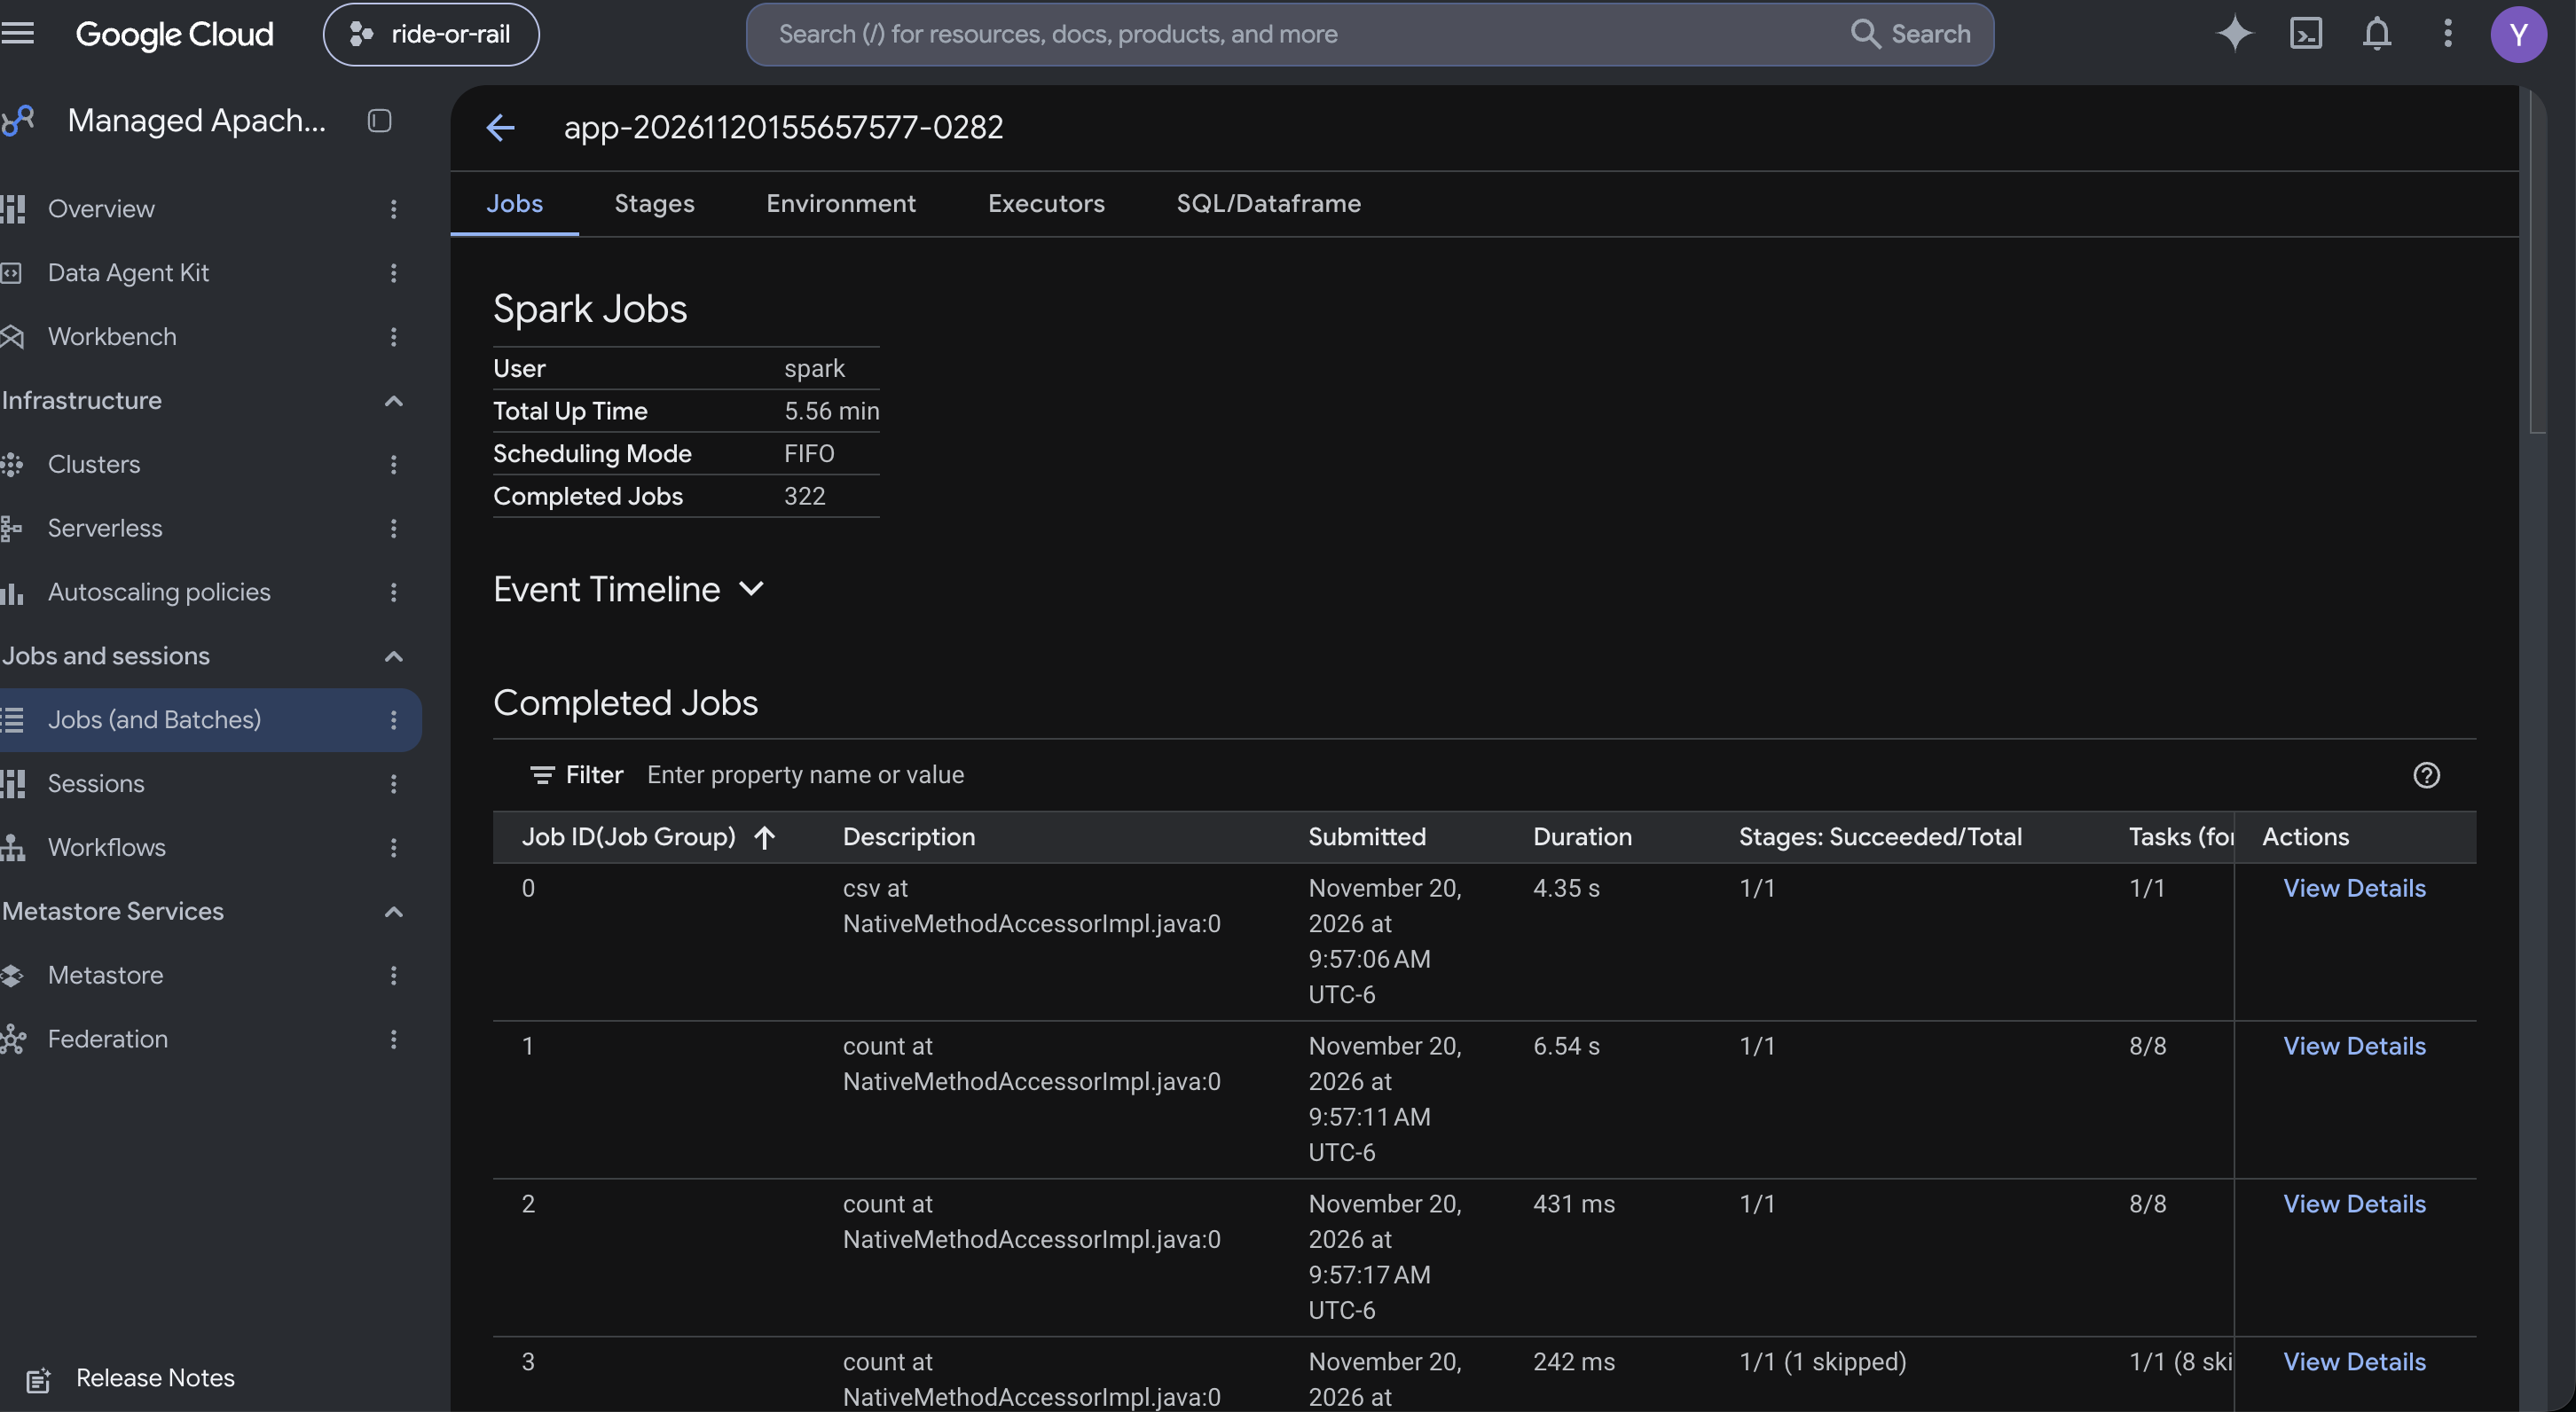 Google Cloud
ride-or-rail
Search (/) for resources, docs, products, and more
Search
Y
Managed Apach...
Overview
Data Agent Kit
Workbench
Infrastructure
Clusters
Serverless
Autoscaling policies
Jobs and sessions
Jobs (and Batches)
Sessions
Workflows
Metastore Services
Metastore
Federation
Release Notes
app-20261120155657577-0282
Jobs Stages Environment Executors SQL/Dataframe
Spark Jobs
User spark
Total Up Time 5.56 min
Scheduling Mode FIFO
Completed Jobs 322
Event Timeline
Completed Jobs
Filter Enter property name or value
Job ID(Job Group) Description Submitted Duration Stages: Succeeded/Total Tasks (for Actions
0 csv at November 20, 4.35 s 1/1 1/1 View Details
NativeMethodAccessorImpl.java:0 2026 at
9:57:06 AM
UTC-6
1 count at November 20, 6.54 s 1/1 8/8 View Details
NativeMethodAccessorImpl.java:0 2026 at
9:57:11 AM
UTC-6
2 count at November 20, 431 ms 1/1 8/8 View Details
NativeMethodAccessorImpl.java:0 2026 at
9:57:17 AM
UTC-6
3 count at November 20, 242 ms 1/1 (1 skipped) 1/1 (8 ski View Details
NativeMethodAccessorImpl.java:0 2026 at